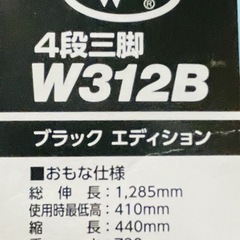 W®
4段三脚
W312B
ブラック エディション
■おもな仕様
総伸長：1,285mm
使用時最低高：410mm
縮長：440mm